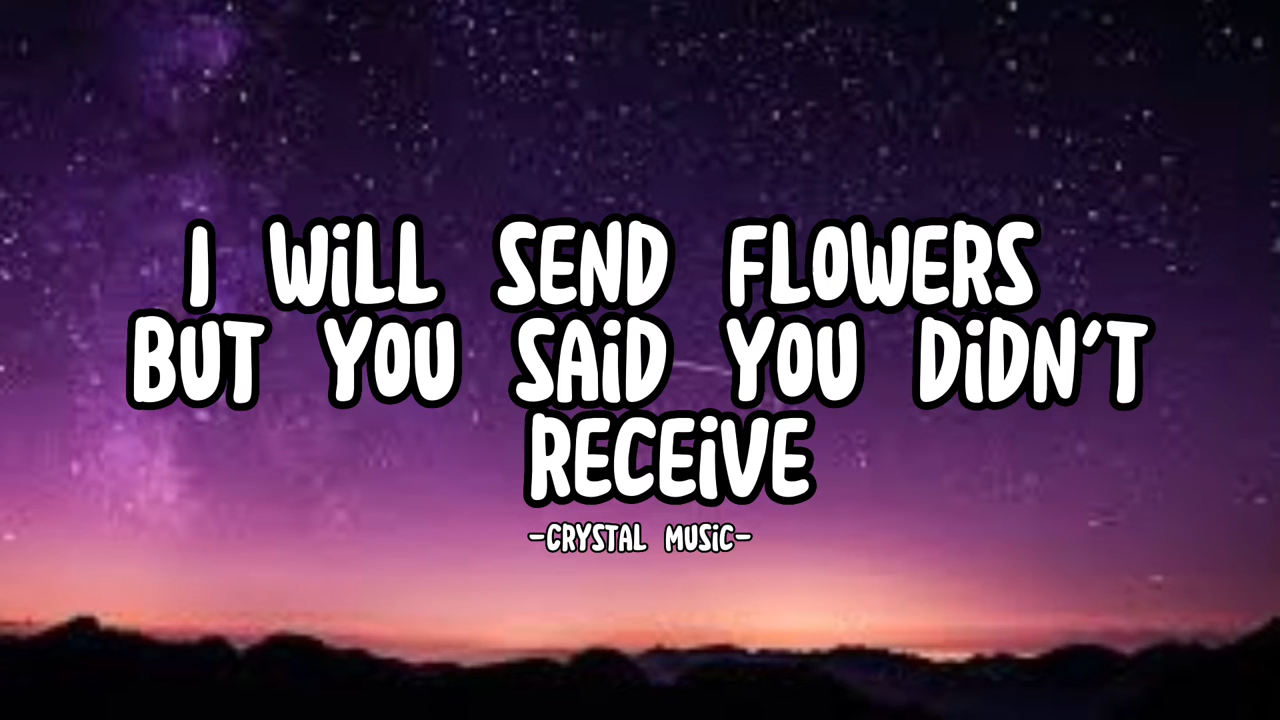 I WiLL SEND FLOWERS
BUT YOU SAiD YOU DiDN'T
RECEiVE
-CRYSTAL MUSiC-